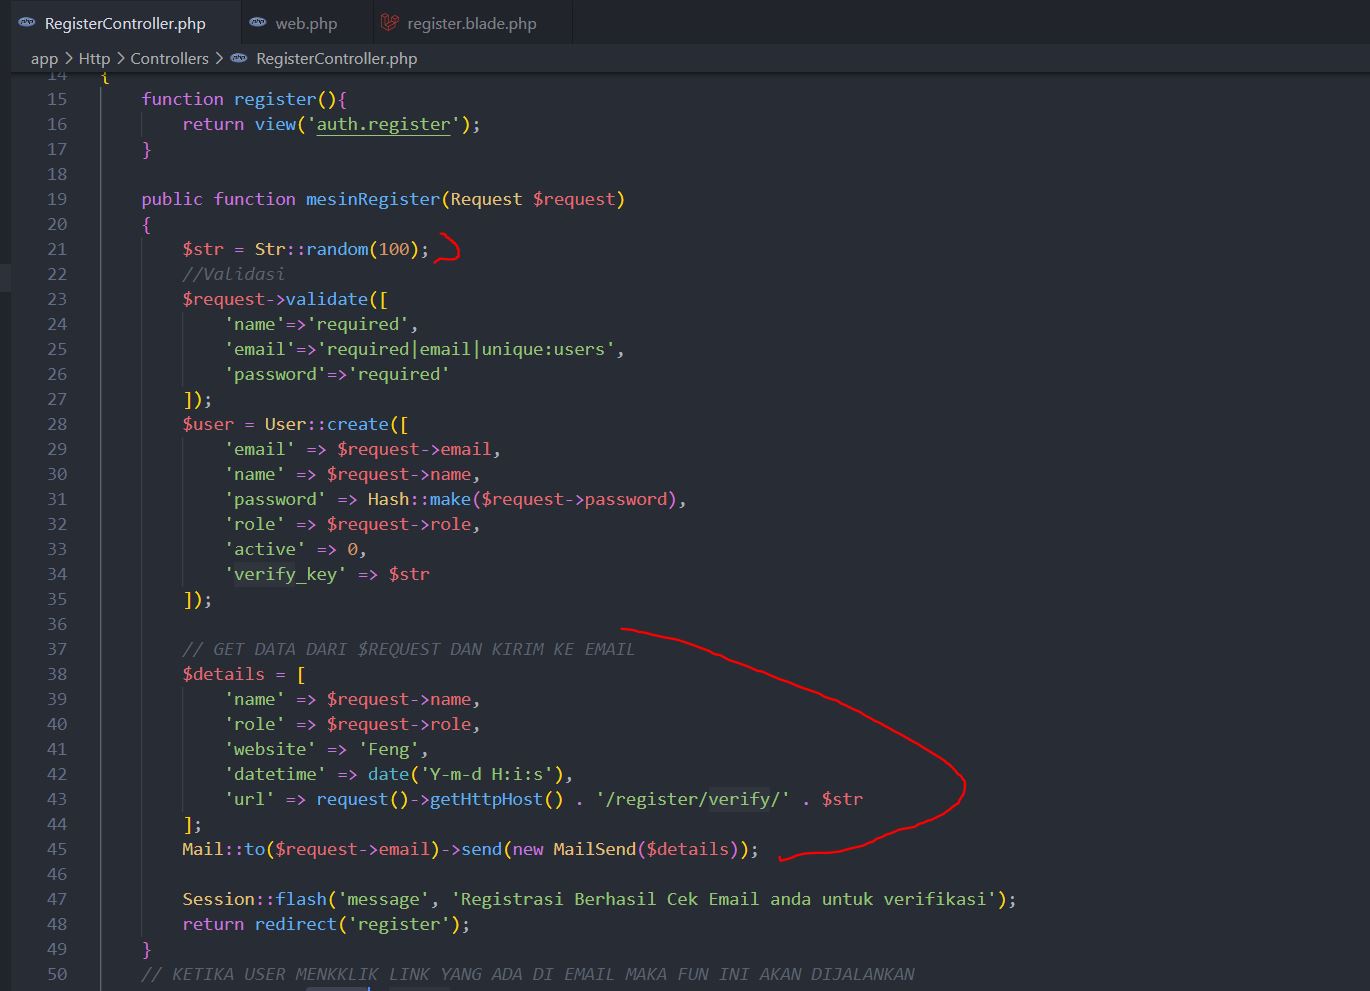 RegisterController.php web.php register.blade.php
app > Http > Controllers > RegisterController.php
14 {
15 function register(){
16 return view('auth.register');
17 }
18
19 public function mesinRegister(Request $request)
20 {
21 $str = Str::random(100);
22 //Validasi
23 $request->validate([
24 'name'=>'required',
25 'email'=>'required|email|unique:users',
26 'password'=>'required'
27 ]);
28 $user = User::create([
29 'email' => $request->email,
30 'name' => $request->name,
31 'password' => Hash::make($request->password),
32 'role' => $request->role,
33 'active' => 0,
34 'verify_key' => $str
35 ]);
36
37 // GET DATA DARI $REQUEST DAN KIRIM KE EMAIL
38 $details = [
39 'name' => $request->name,
40 'role' => $request->role,
41 'website' => 'Feng',
42 'datetime' => date('Y-m-d H:i:s'),
43 'url' => request()->getHttpHost() . '/register/verify/' . $str
44 ];
45 Mail::to($request->email)->send(new MailSend($details));
46
47 Session::flash('message', 'Registrasi Berhasil Cek Email anda untuk verifikasi');
48 return redirect('register');
49 }
50 // KETIKA USER MENKKLIK LINK YANG ADA DI EMAIL MAKA FUN INI AKAN DIJALANKAN